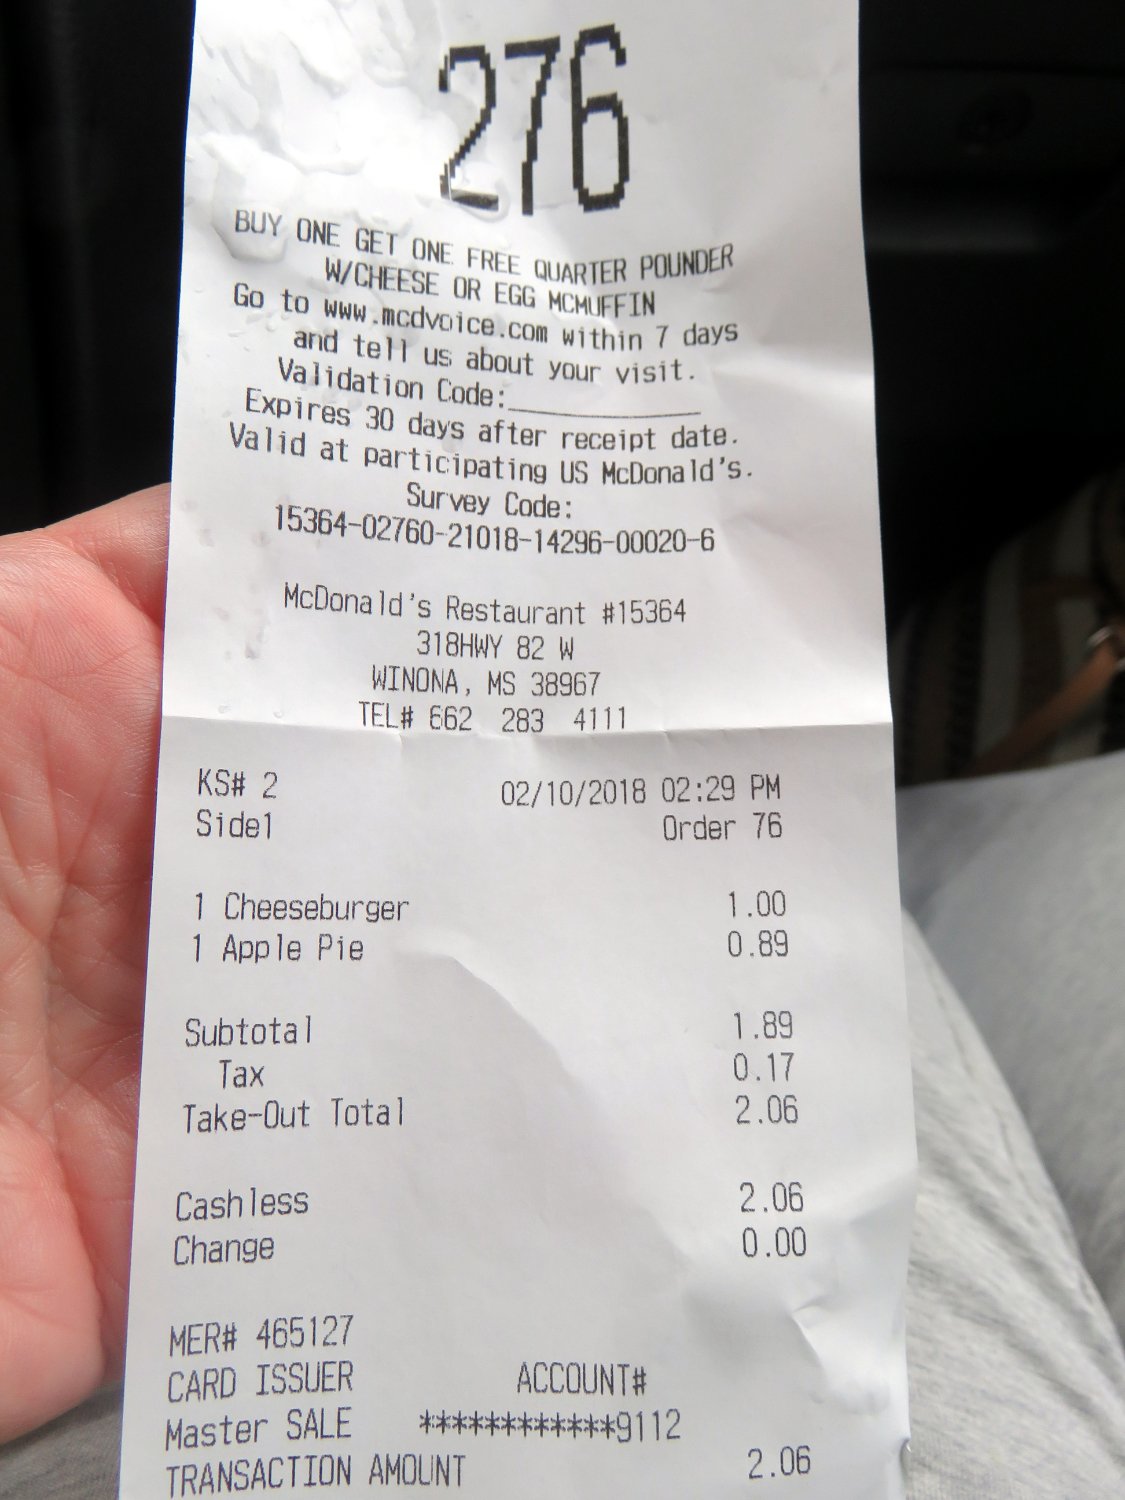 276
BUY ONE GET ONE FREE QUARTER POUNDER
W/CHEESE OR EGG MCMUFFIN
Go to www.mcdvoice.com within 7 days
and tell us about your visit.
Validation Code:____________
Expires 30 days after receipt date.
Valid at participating US McDonald's.
Survey Code:
15364-02760-21018-14296-00020-6
McDonald's Restaurant #15364
318HWY 82 W
WINONA, MS 38967
TEL# 662 283 4111
KS# 2 02/10/2018 02:29 PM
Side1 Order 76
1 Cheeseburger 1.00
1 Apple Pie 0.89
Subtotal 1.89
Tax 0.17
Take-Out Total 2.06
Cashless 2.06
Change 0.00
MER# 465127
CARD ISSUER ACCOUNT#
Master SALE ************9112
TRANSACTION AMOUNT 2.06